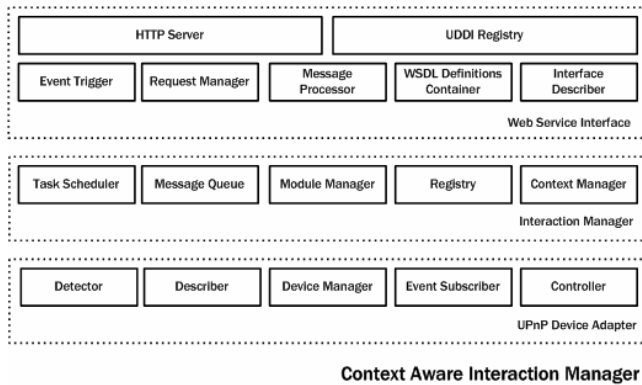 HTTP Server
UDDI Registry
Event Trigger
Request Manager
Message
Processor
WSDL Definitions
Container
Interface
Describer
Web Service Interface
Task Scheduler
Message Queue
Module Manager
Registry
Context Manager
Interaction Manager
Detector
Describer
Device Manager
Event Subscriber
Controller
UPnP Device Adapter
Context Aware Interaction Manager